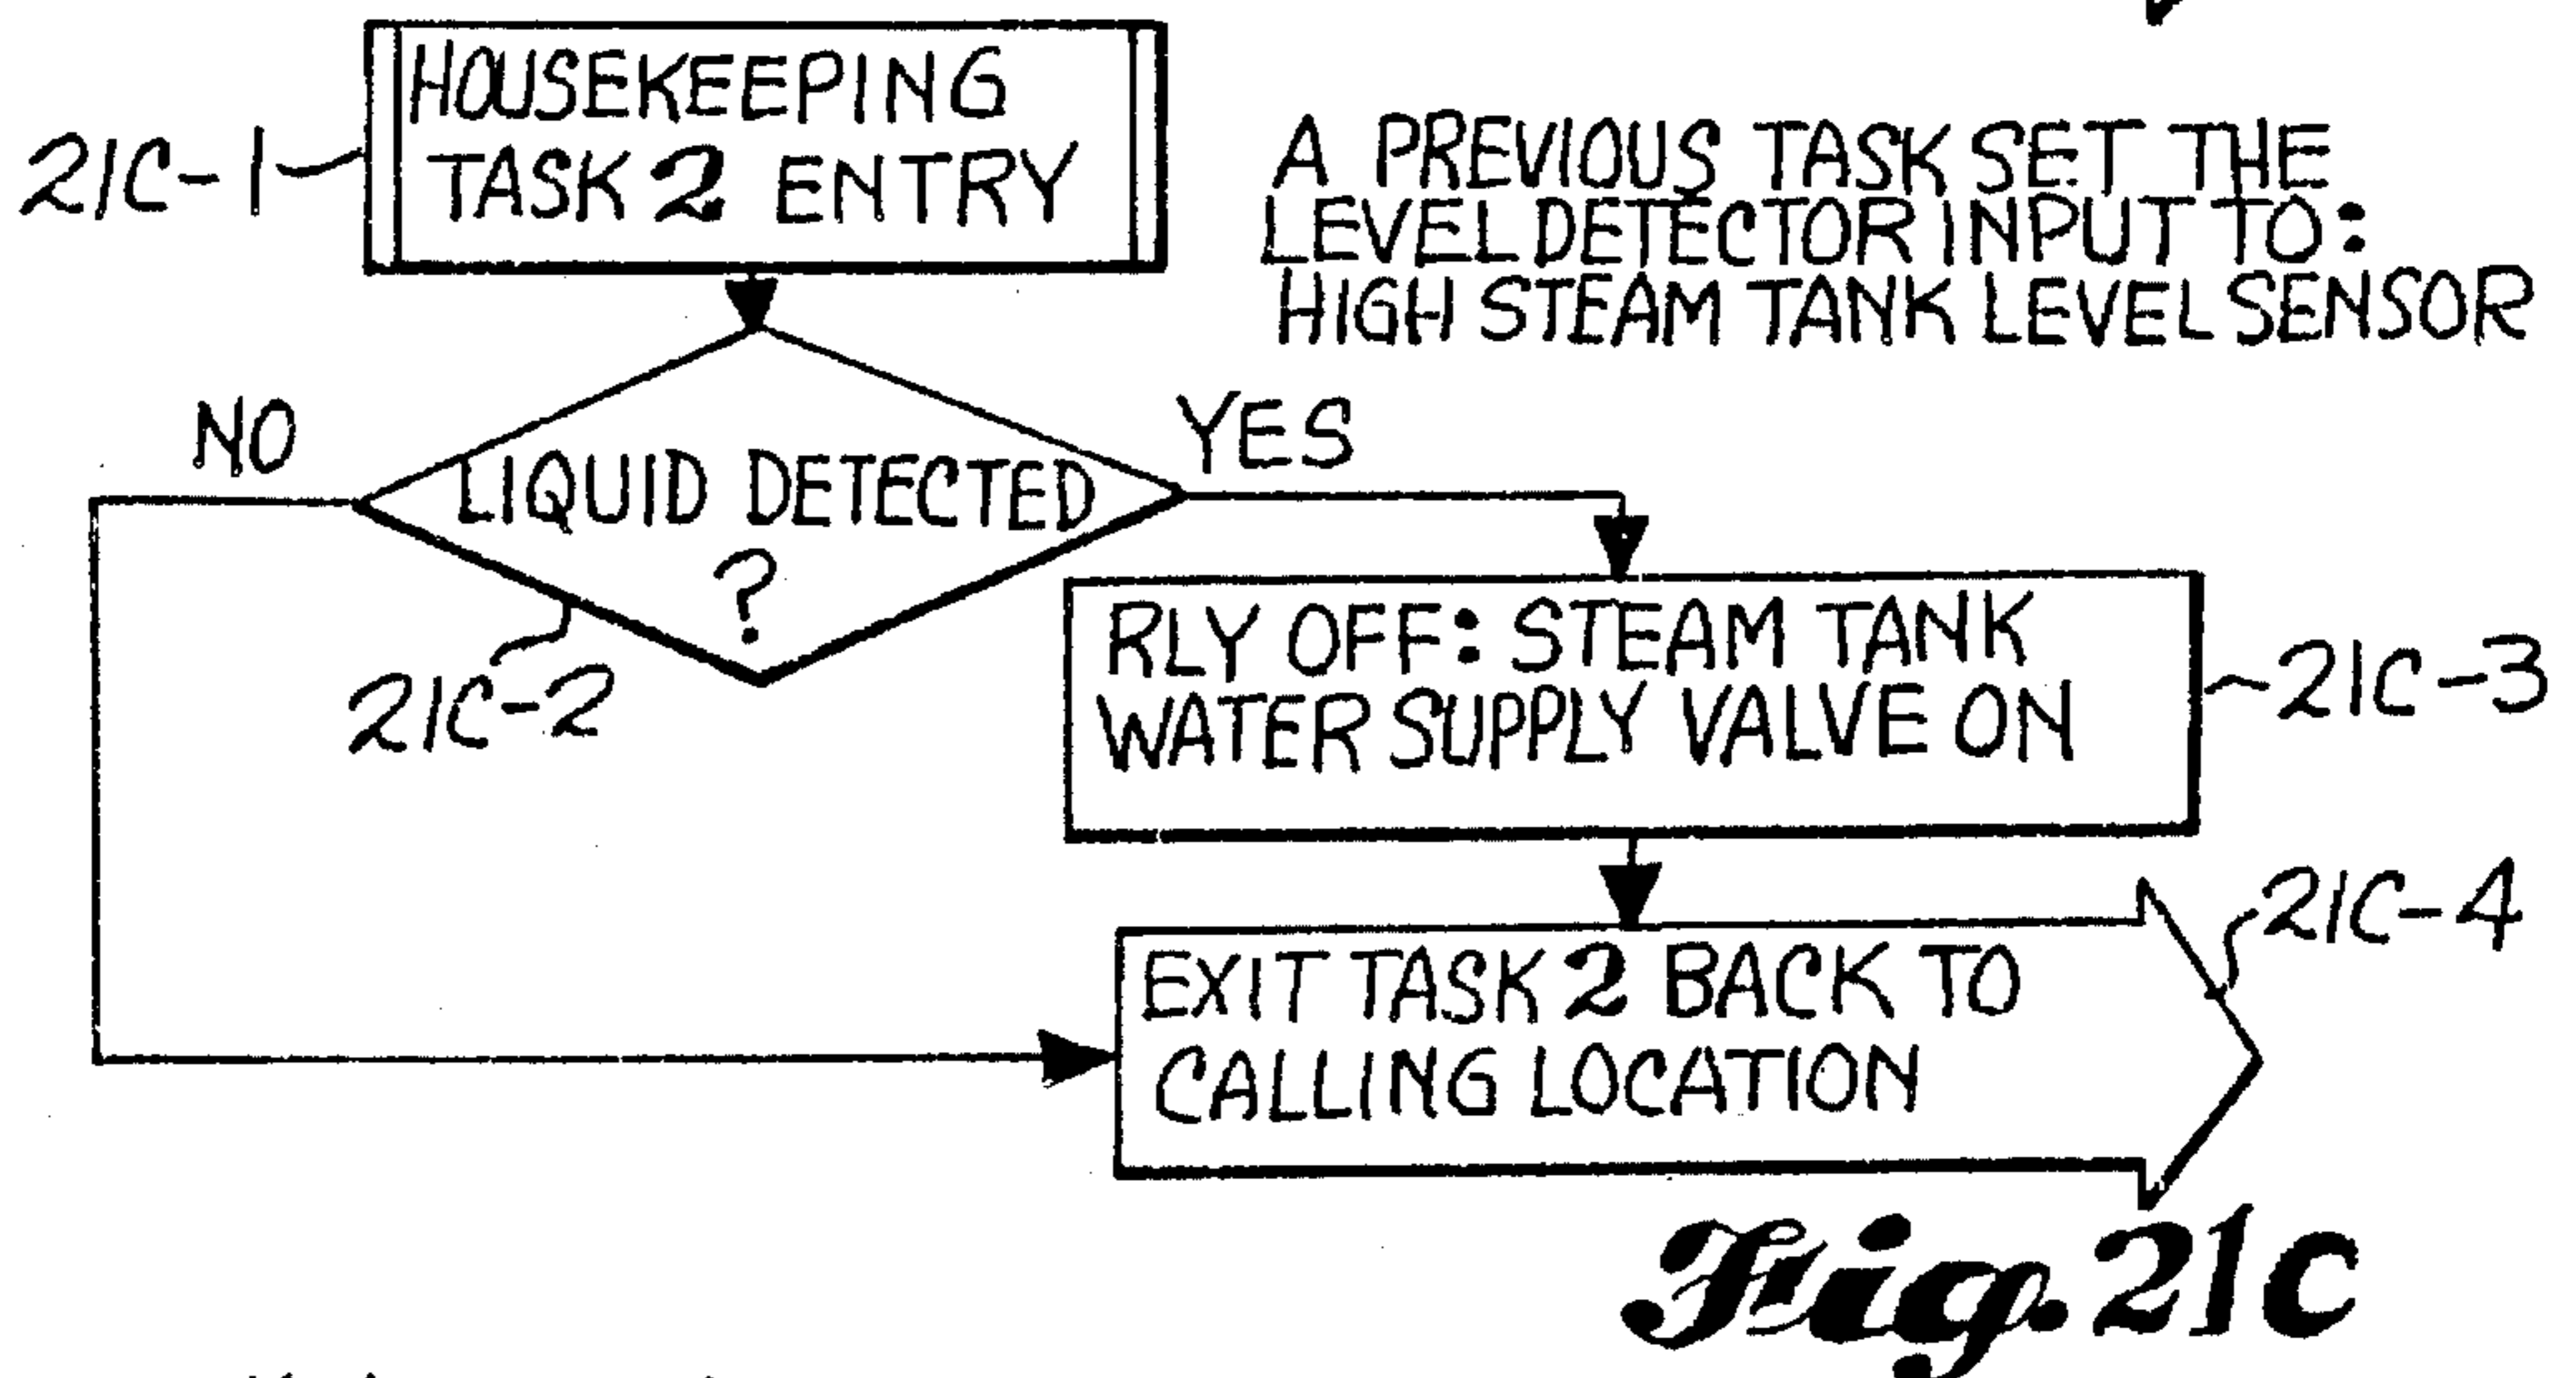 HOUSEKEEPING
TASK 2 ENTRY
21C-1
A PREVIOUS TASK SET THE
LEVEL DETECTOR INPUT TO:
HIGH STEAM TANK LEVEL SENSOR
NO
YES
LIQUID DETECTED
?
21C-2
RLY OFF: STEAM TANK
WATER SUPPLY VALVE ON
21C-3
EXIT TASK 2 BACK TO
CALLING LOCATION
21C-4
Fig. 21C